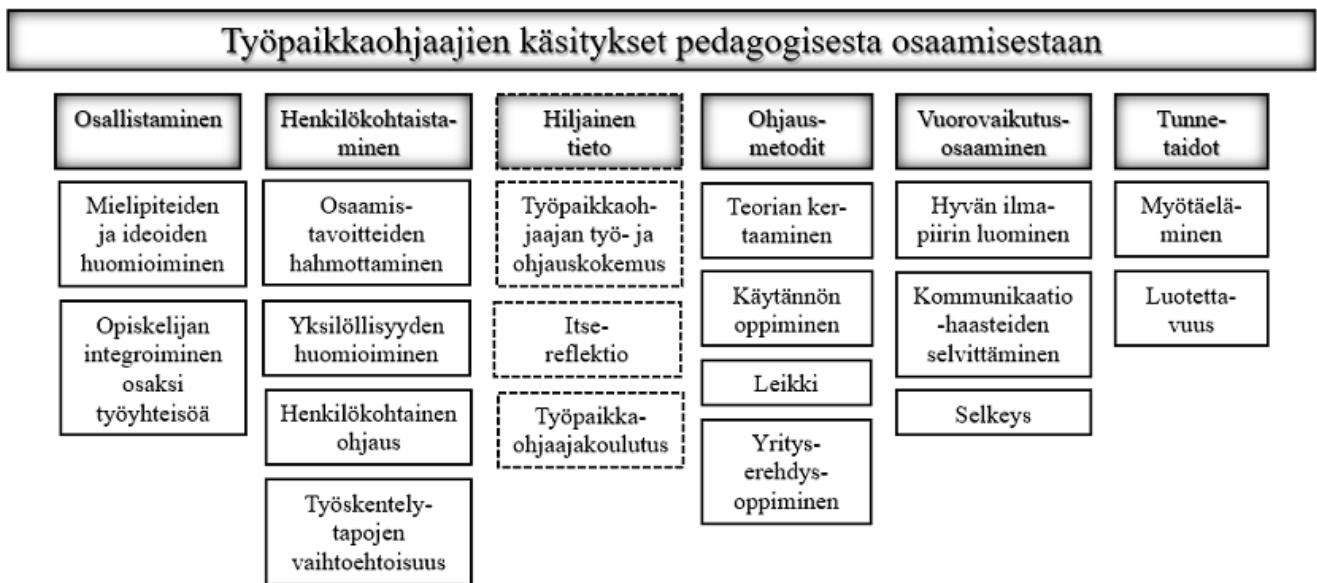 Työpaikkaohjaajien käsitykset pedagogisesta osaamisestaan
Osallistaminen
Mielipiteiden
ja ideoiden
huomioiminen
Opiskelijan
integroiminen
osaksi
työyhteisöä
Henkilökohtaista-
minen
Osaamis-
tavoitteiden
hahmottaminen
Yksilöllisyyden
huomioiminen
Henkilökohtainen
ohjaus
Työskentely-
tapojen
vaihtoehtoisuus
Hiljainen
tieto
Työpaikkaoh-
jaajan työ- ja
ohjauskokemus
Itse-
reflektio
Työpaikka-
ohjaajakoulutus
Ohjaus-
metodit
Teorian ker-
taaminen
Käytännön
oppiminen
Leikki
Yritys-
erehdys-
oppiminen
Vuorovaikutus-
osaaminen
Hyvän ilma-
piirin luominen
Kommunikaatio
-haasteiden
selvittäminen
Selkeys
Tunne-
taidot
Myötäelä-
minen
Luotetta-
vuus